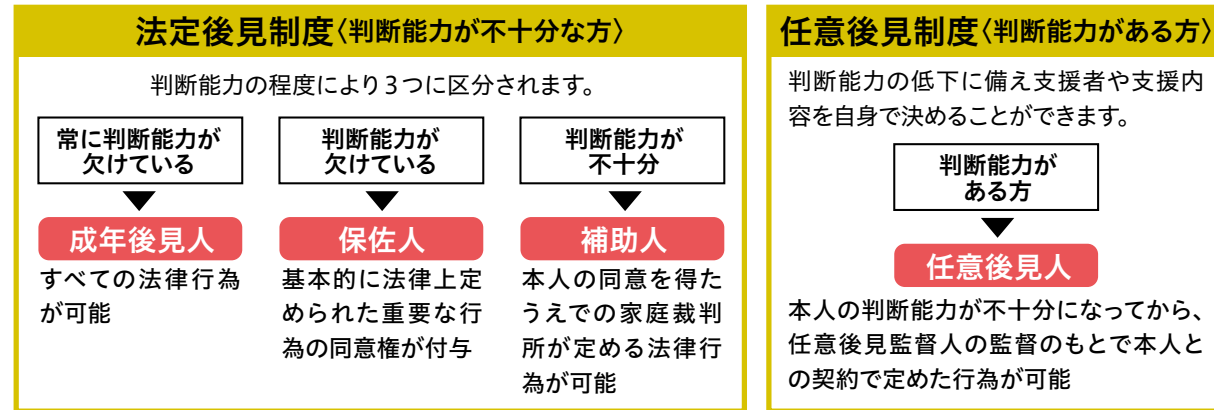 法定後見制度〈判断能力が不十分な方〉
判断能力の程度により3つに区分されます。
常に判断能力が
欠けている
成年後見人
すべての法律行為
が可能
判断能力が
欠けている
保佐人
基本的に法律上定
められた重要な行
為の同意権が付与
判断能力が
不十分
補助人
本人の同意を得た
うえでの家庭裁判
所が定める法律行
為が可能
任意後見制度〈判断能力がある方〉
判断能力の低下に備え支援者や支援内
容を自身で決めることができます。
判断能力が
ある方
任意後見人
本人の判断能力が不十分になってから、
任意後見監督人の監督のもとで本人と
の契約で定めた行為が可能